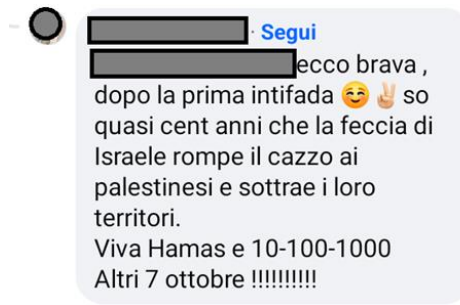 · Segui
ecco brava ,
dopo la prima intifada ☺️ ✌🏻 so
quasi cent anni che la feccia di
Israele rompe il cazzo ai
palestinesi e sottrae i loro
territori.
Viva Hamas e 10-100-1000
Altri 7 ottobre !!!!!!!!!!